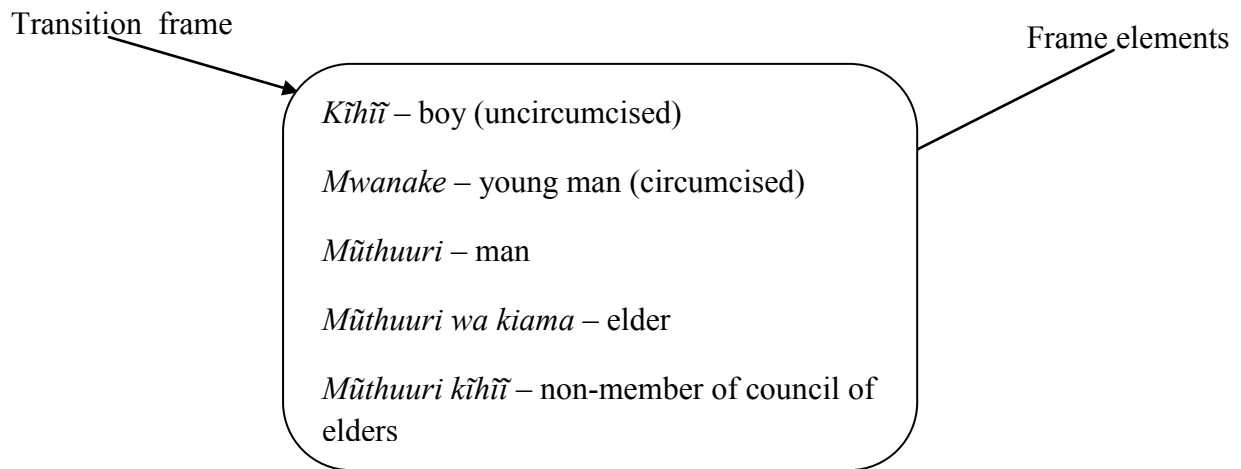 Transition frame
Frame elements
Kĩhĩĩ – boy (uncircumcised)
Mwanake – young man (circumcised)
Mũthuuri – man
Mũthuuri wa kiama – elder
Mũthuuri kĩhĩĩ – non-member of council of
elders